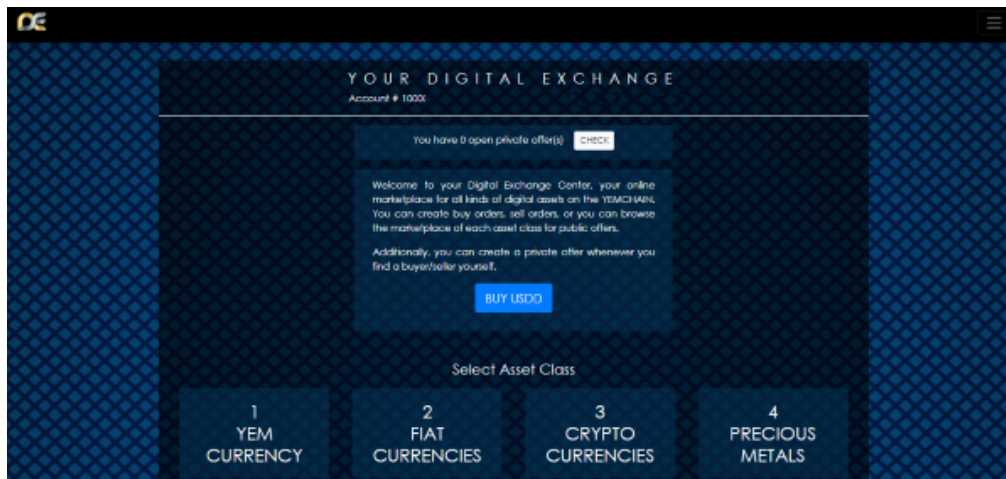 DE
YOUR DIGITAL EXCHANGE
Account # 1000X
You have 0 open private offer(s) CHECK
Welcome to your Digital Exchange Center, your online
marketplace for all kinds of digital assets on the YEMCHAIN.
You can create buy orders, sell orders, or you can browse
the marketplace of each asset class for public offers.
Additionally, you can create a private offer whenever you
find a buyer/seller yourself.
BUY USDD
Select Asset Class
1
YEM
CURRENCY
2
FIAT
CURRENCIES
3
CRYPTO
CURRENCIES
4
PRECIOUS
METALS